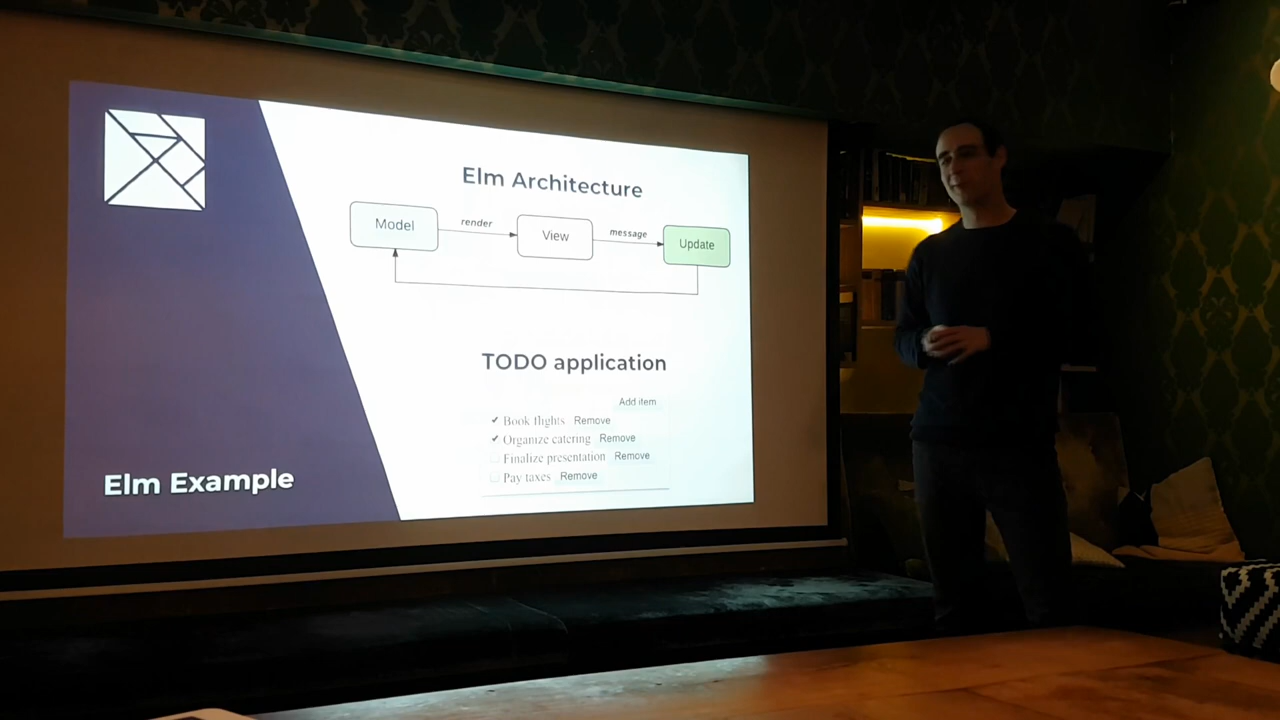 Elm Architecture
Model
render
View
message
Update
TODO application
Add item
✔ Book flights Remove
✔ Organize catering Remove
Finalize presentation Remove
Pay taxes Remove
Elm Example